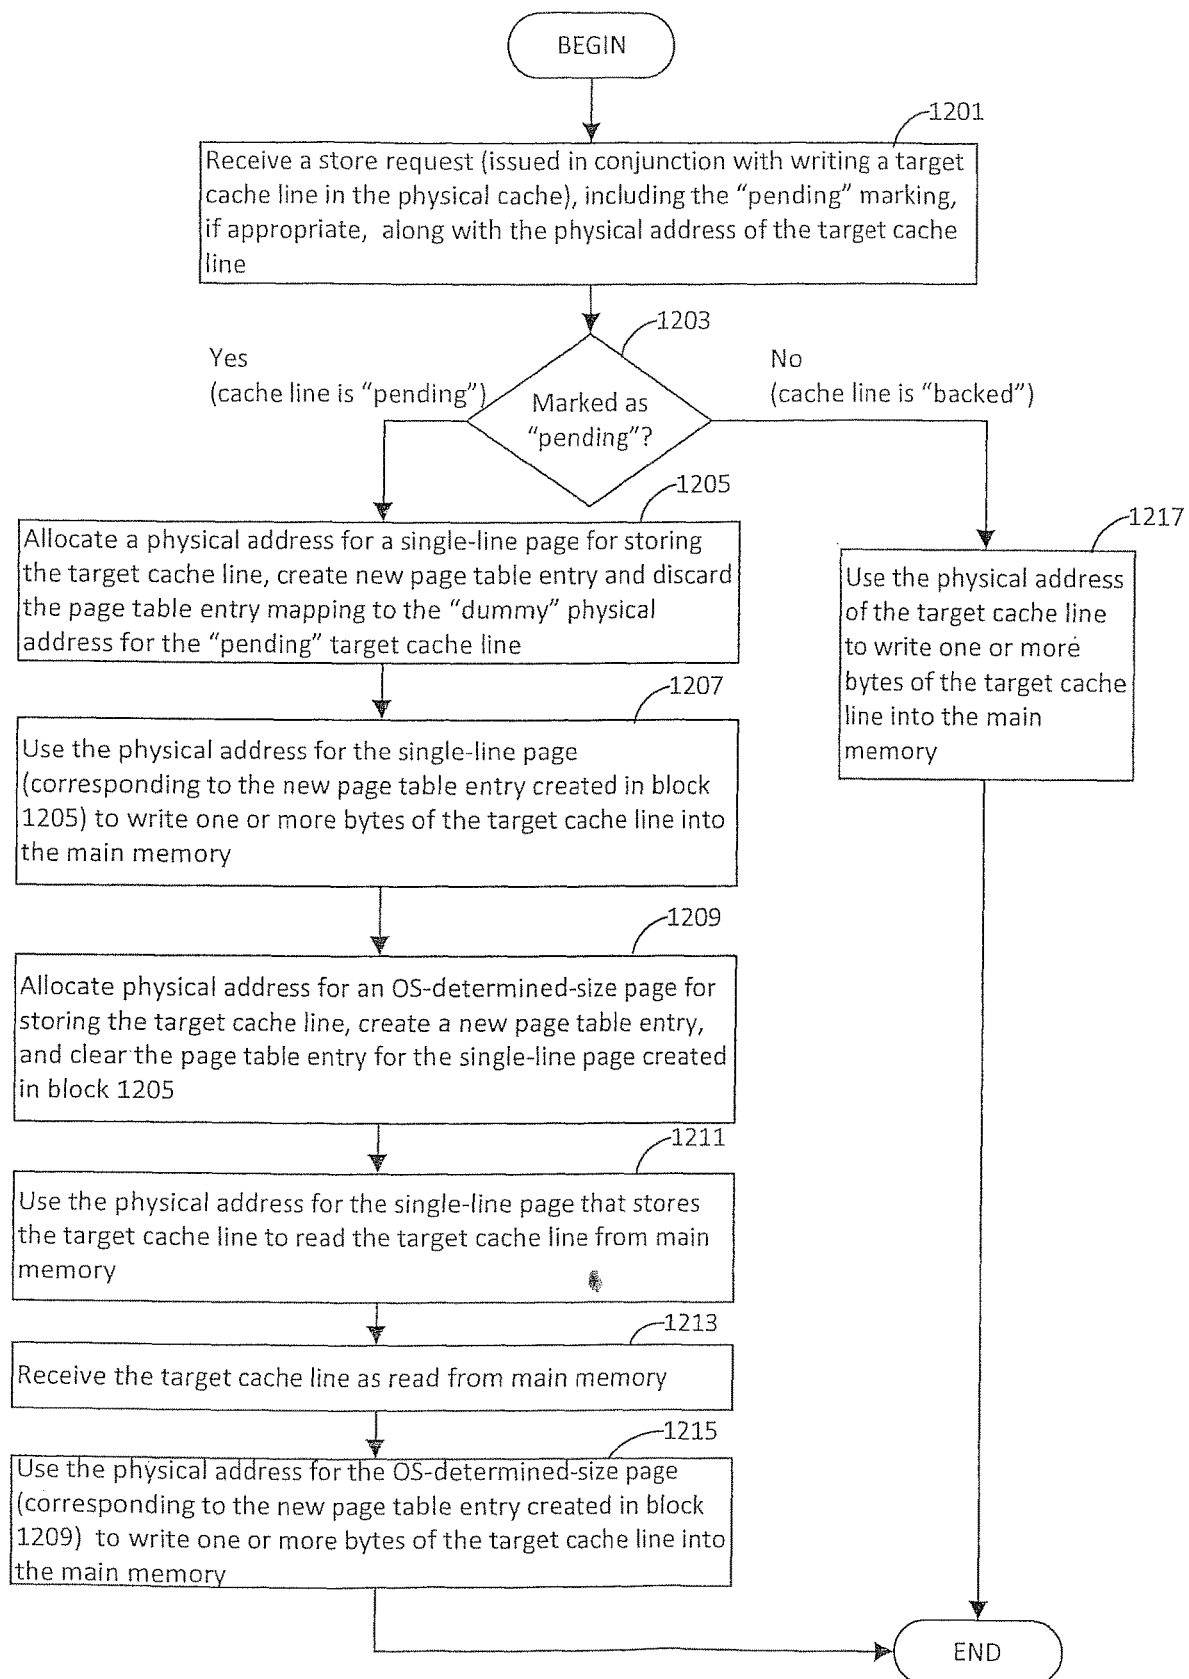 BEGIN
1201
Receive a store request (issued in conjunction with writing a target
cache line in the physical cache), including the “pending” marking,
if appropriate, along with the physical address of the target cache
line
1203
Yes
(cache line is “pending”)
No
(cache line is “backed”)
Marked as
“pending”?
1205
Allocate a physical address for a single-line page for storing
the target cache line, create new page table entry and discard
the page table entry mapping to the “dummy” physical
address for the “pending” target cache line
1217
Use the physical address
of the target cache line
to write one or more
bytes of the target cache
line into the main
memory
1207
Use the physical address for the single-line page
(corresponding to the new page table entry created in block
1205) to write one or more bytes of the target cache line into
the main memory
1209
Allocate physical address for an OS-determined-size page for
storing the target cache line, create a new page table entry,
and clear the page table entry for the single-line page created
in block 1205
1211
Use the physical address for the single-line page that stores
the target cache line to read the target cache line from main
memory
1213
Receive the target cache line as read from main memory
1215
Use the physical address for the OS-determined-size page
(corresponding to the new page table entry created in block
1209) to write one or more bytes of the target cache line into
the main memory
END